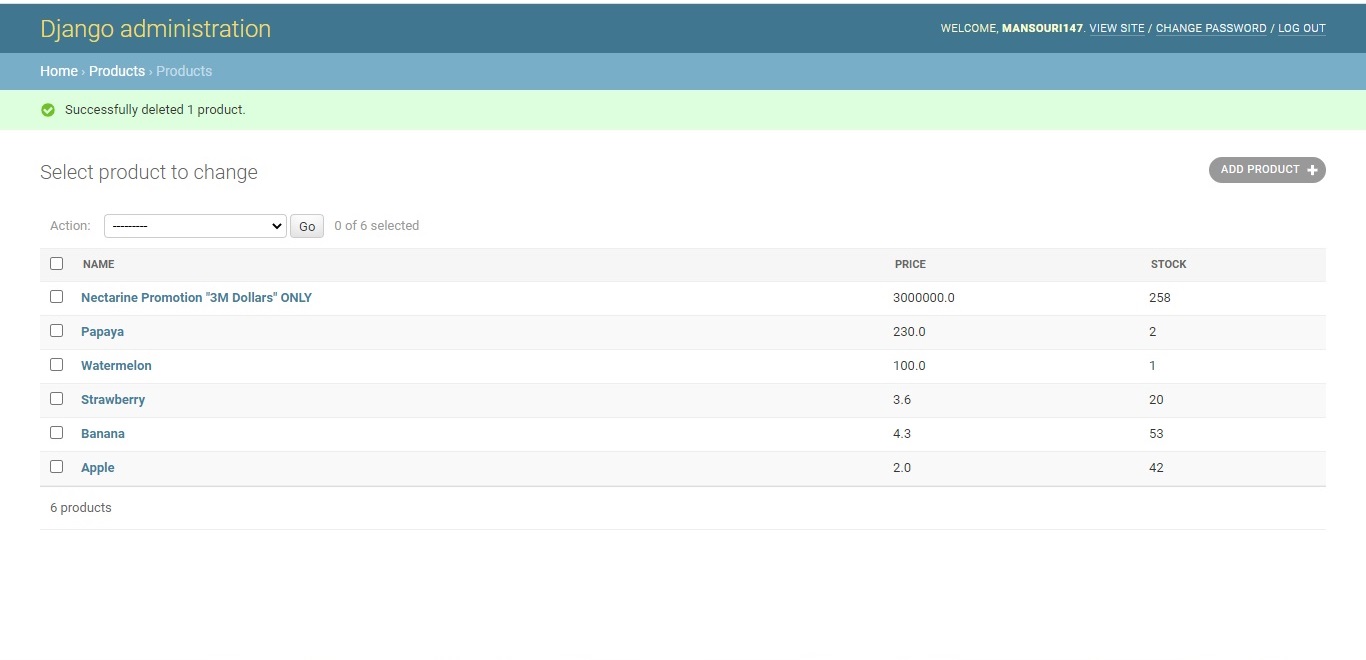 Django administration
WELCOME, MANSOURI147. VIEW SITE / CHANGE PASSWORD / LOG OUT
Home › Products › Products
Successfully deleted 1 product.
Select product to change
ADD PRODUCT +
Action: --------- Go 0 of 6 selected
NAME PRICE STOCK
Nectarine Promotion "3M Dollars" ONLY 3000000.0 258
Papaya 230.0 2
Watermelon 100.0 1
Strawberry 3.6 20
Banana 4.3 53
Apple 2.0 42
6 products